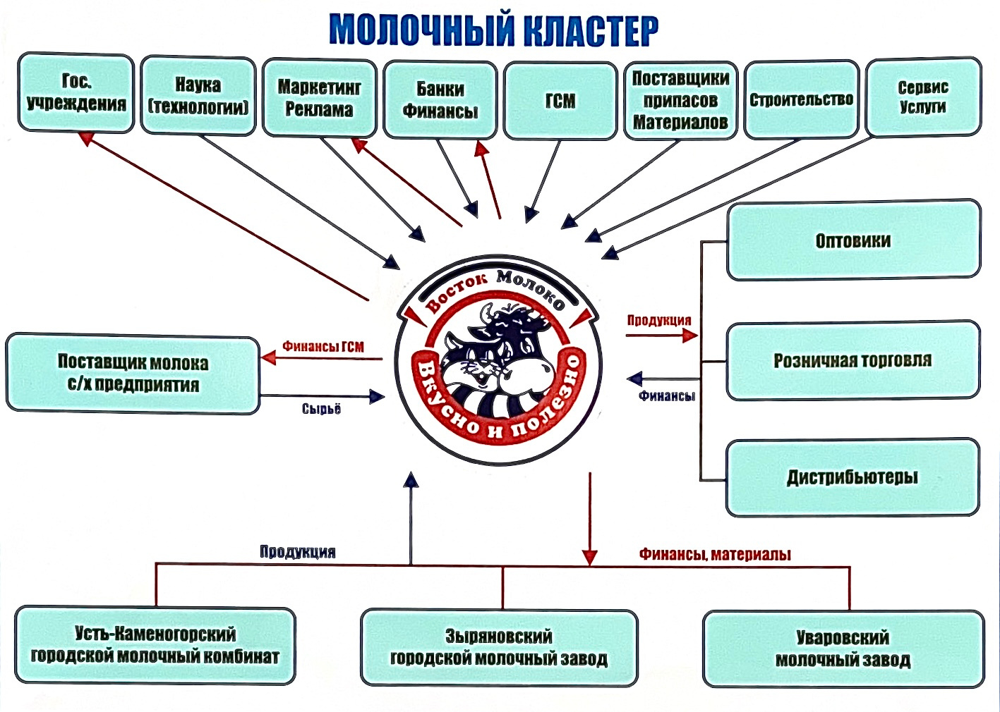 МОЛОЧНЫЙ КЛАСТЕР
Гос.
учреждения
Наука
(технологии)
Маркетинг
Реклама
Банки
Финансы
ГСМ
Поставщики
припасов
Материалов
Строительство
Сервис
Услуги
Оптовики
Восток Молоко
Вкусно и полезно
Продукция
Финансы
Розничная торговля
Дистрибьютеры
Поставщик молока
с/х предприятия
Финансы ГСМ
Сырьё
Продукция
Финансы, материалы
Усть-Каменогорский
городской молочный комбинат
Зыряновский
городской молочный завод
Уваровский
молочный завод